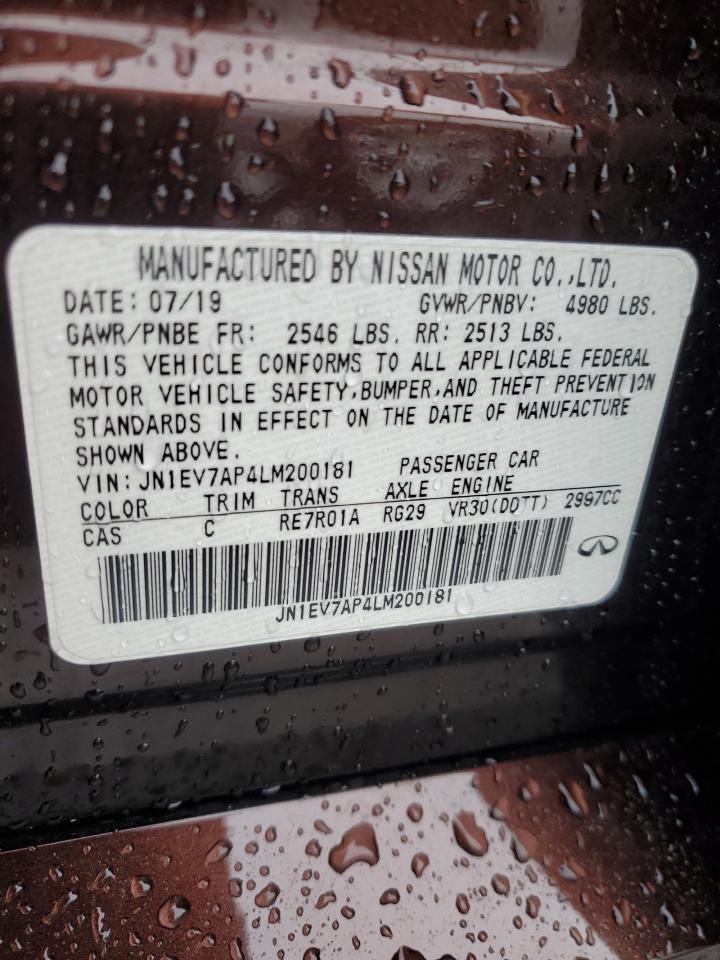 MANUFACTURED BY NISSAN MOTOR CO.,LTD.
DATE: 07/19 GVWR/PNBV: 4980 LBS.
GAWR/PNBE FR: 2546 LBS. RR: 2513 LBS.
THIS VEHICLE CONFORMS TO ALL APPLICABLE FEDERAL
MOTOR VEHICLE SAFETY,BUMPER,AND THEFT PREVENTION
STANDARDS IN EFFECT ON THE DATE OF MANUFACTURE
SHOWN ABOVE.
VIN: JN1EV7AP4LM200181 PASSENGER CAR
COLOR TRIM TRANS AXLE ENGINE
CAS C RE7R01A RG29 VR30(DDTT) 2997CC
JN1EV7AP4LM200181